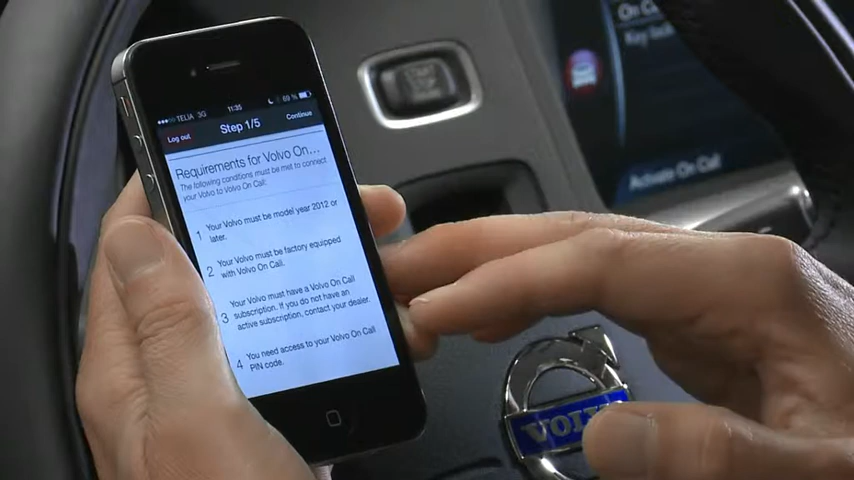 TELIA 3G 11:35 69 %
Log out Step 1/5 Continue
Requirements for Volvo On...
The following conditions must be met to connect
your Volvo to Volvo On Call:
1 Your Volvo must be model year 2012 or
later.
2 Your Volvo must be factory equipped
with Volvo On Call.
3 Your Volvo must have a Volvo On Call
subscription. If you do not have an
active subscription, contact your dealer.
4 You need access to your Volvo On Call
PIN code.
On
Key
Activate On Call
VOLVO